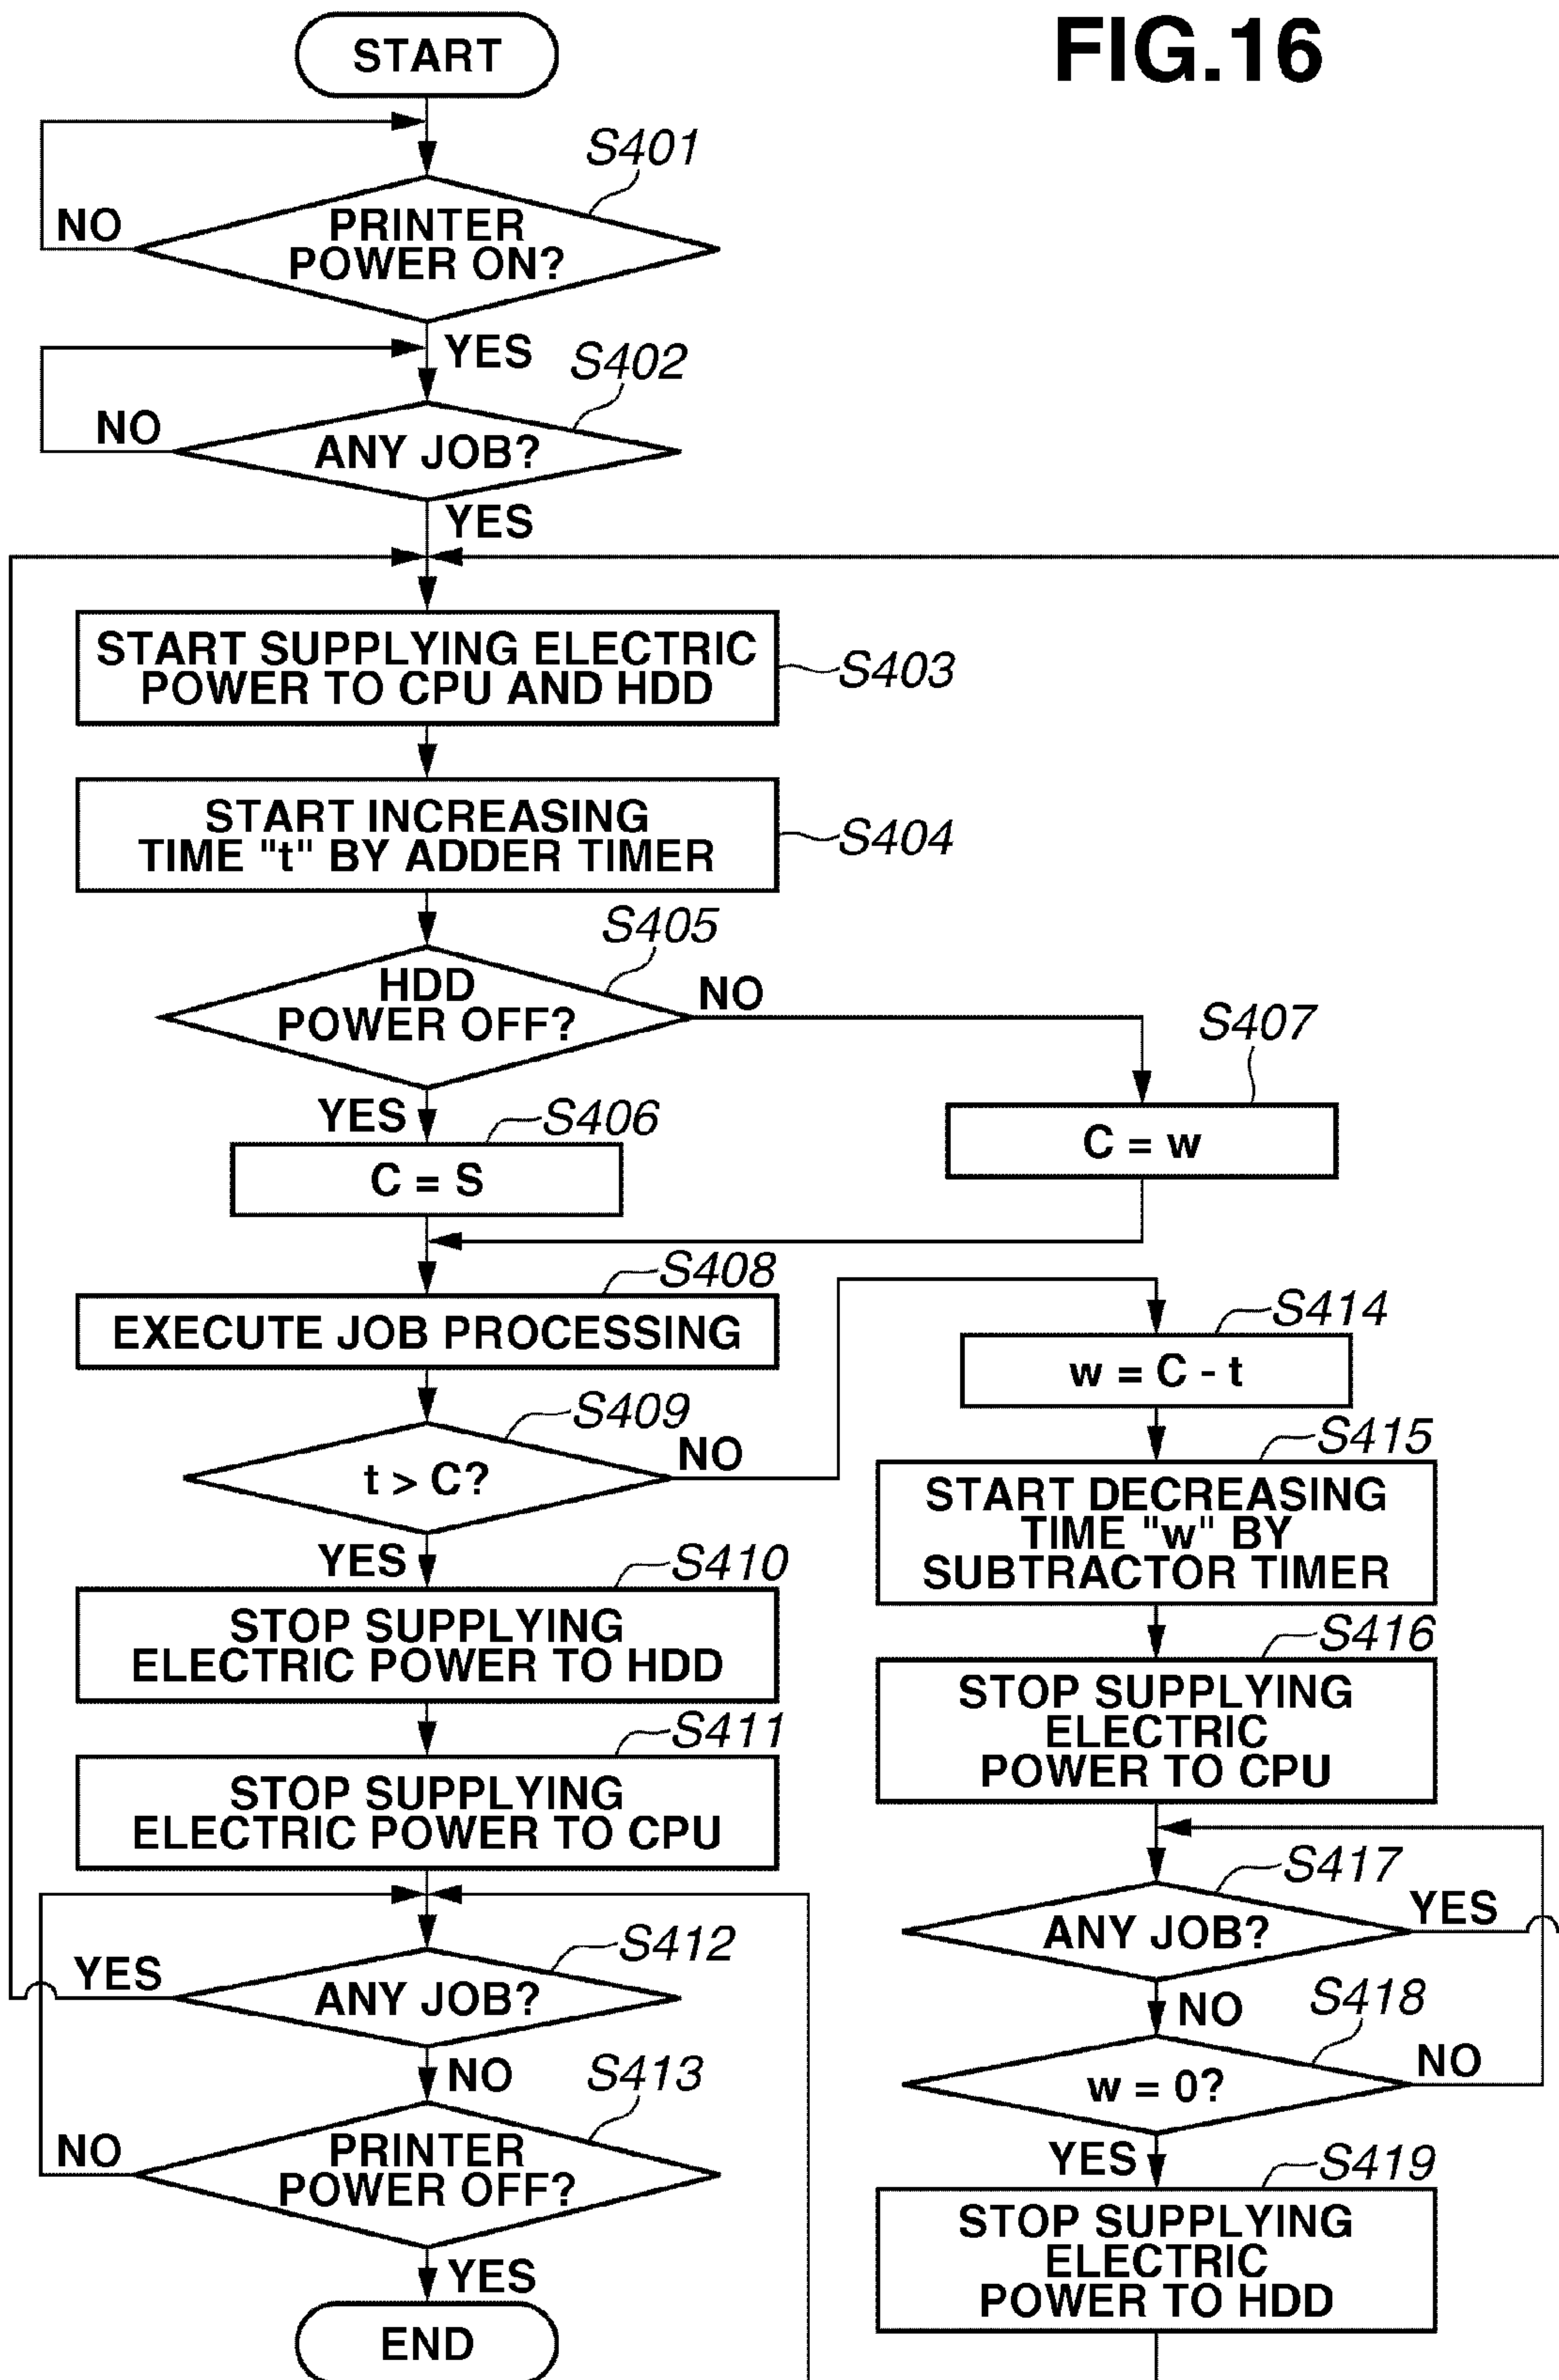 FIG.16
START
S401
PRINTER
POWER ON?
NO
YES
S402
ANY JOB?
NO
YES
START SUPPLYING ELECTRIC
POWER TO CPU AND HDD
S403
START INCREASING
TIME "t" BY ADDER TIMER
S404
S405
HDD
POWER OFF?
NO
S407
C = w
YES
S406
C = S
S408
EXECUTE JOB PROCESSING
S409
t > C?
NO
YES
S410
STOP SUPPLYING
ELECTRIC POWER TO HDD
S411
STOP SUPPLYING
ELECTRIC POWER TO CPU
S412
ANY JOB?
YES
NO
S413
PRINTER
POWER OFF?
NO
YES
END
S414
w = C - t
S415
START DECREASING
TIME "w" BY
SUBTRACTOR TIMER
S416
STOP SUPPLYING
ELECTRIC
POWER TO CPU
S417
ANY JOB?
YES
NO
S418
w = 0?
NO
YES
S419
STOP SUPPLYING
ELECTRIC
POWER TO HDD